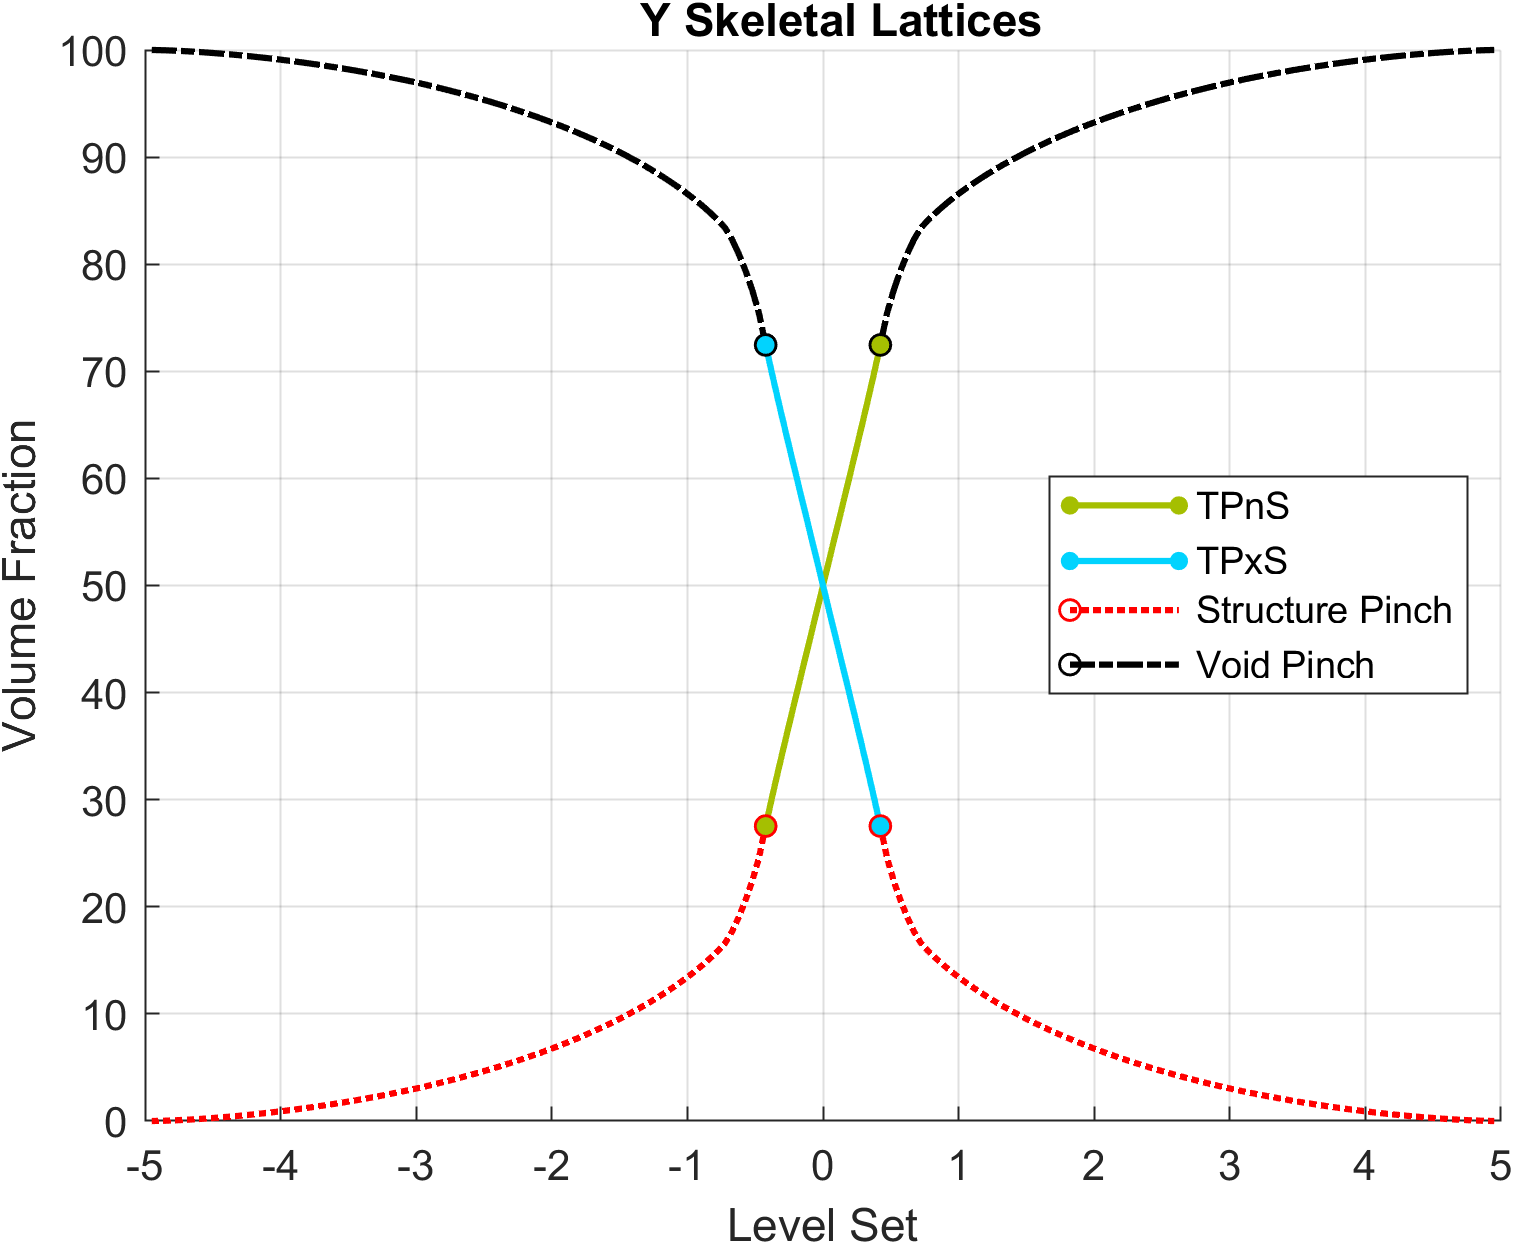 Y Skeletal Lattices
Volume Fraction
100
90
80
70
60
50
40
30
20
10
0
TPnS
TPxS
Structure Pinch
Void Pinch
-5 -4 -3 -2 -1 0 1 2 3 4 5
Level Set